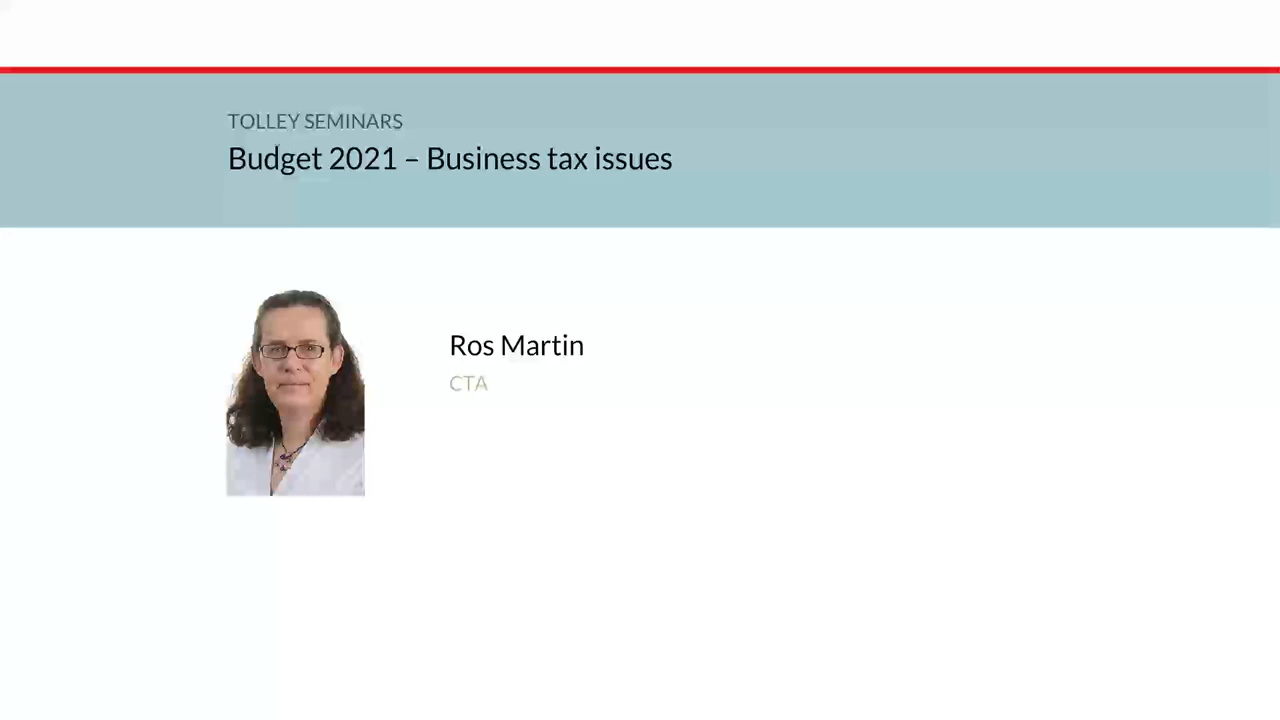 TOLLEY SEMINARS
Budget 2021 – Business tax issues
Ros Martin
CTA